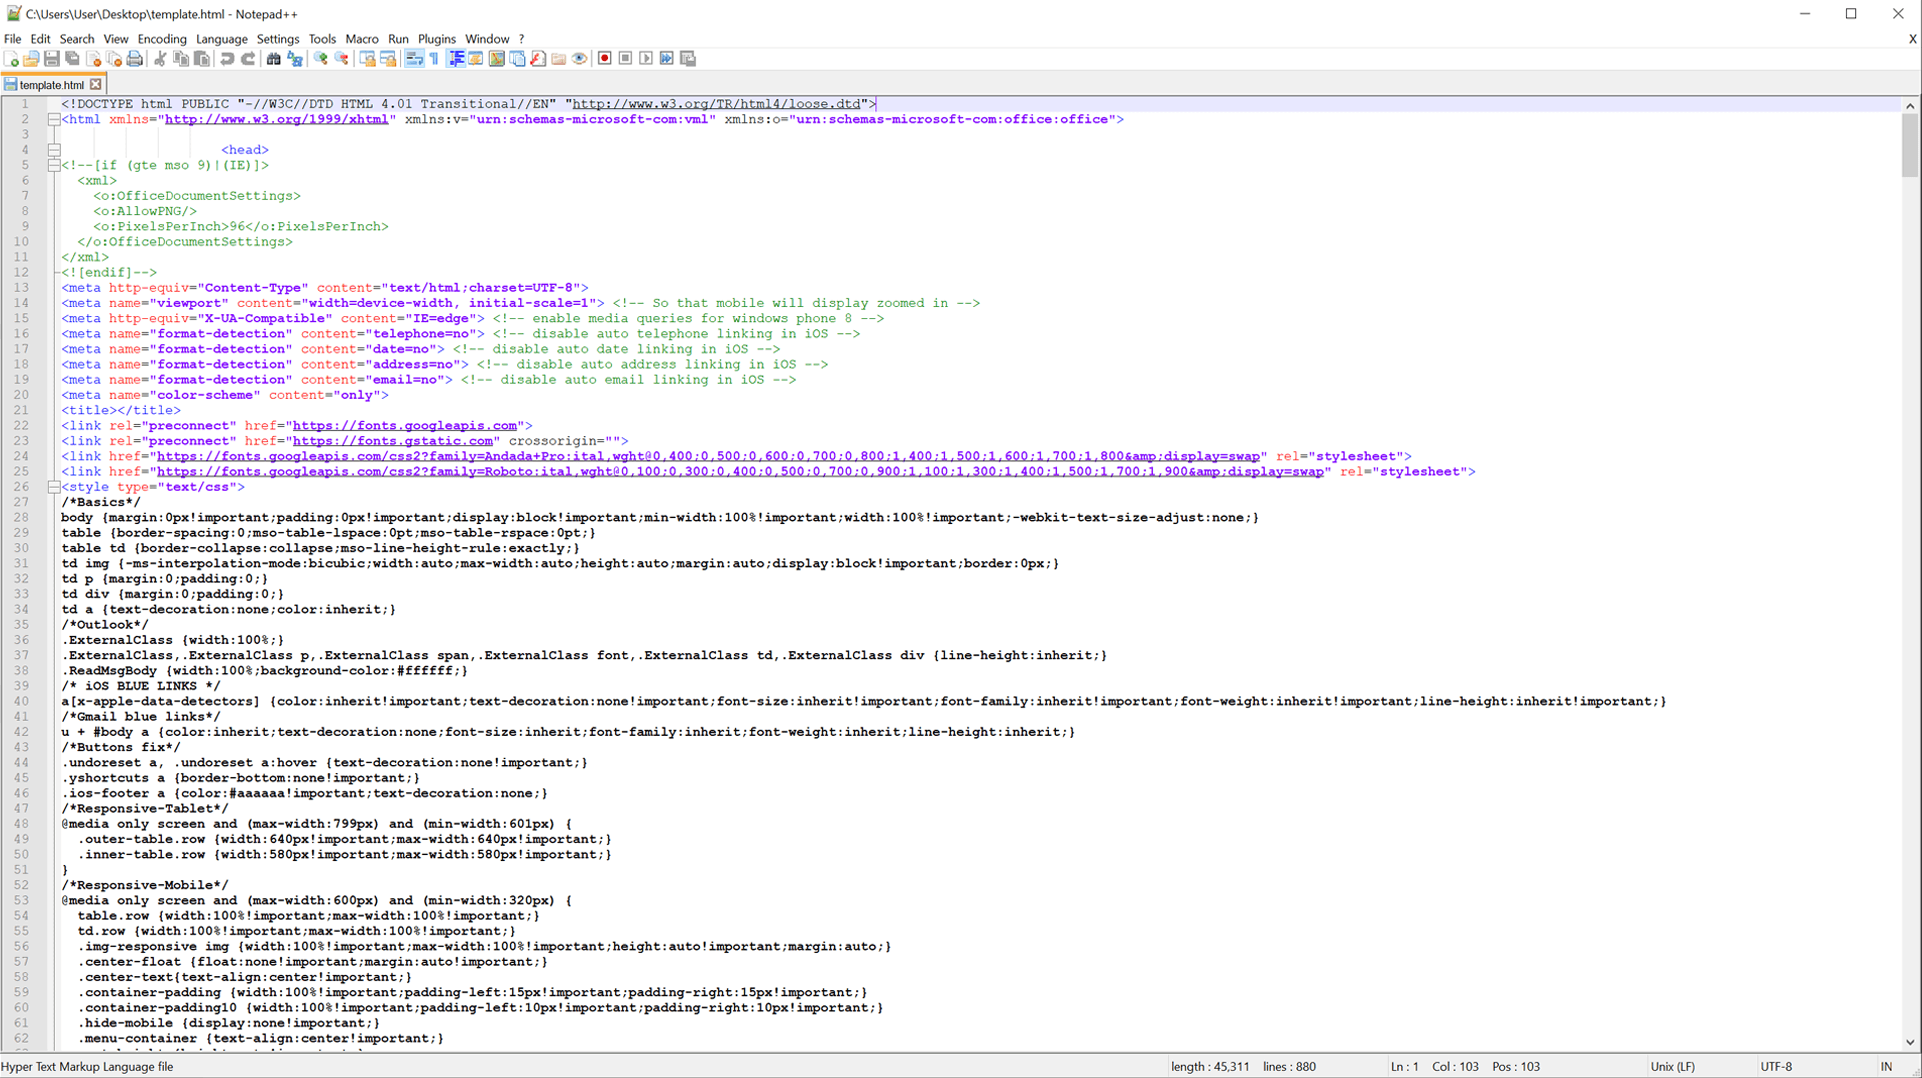 C:\Users\User\Desktop\template.html - Notepad++
File Edit Search View Encoding Language Settings Tools Macro Run Plugins Window ? X
template.html
1 <!DOCTYPE html PUBLIC "-//W3C//DTD HTML 4.01 Transitional//EN" "http://www.w3.org/TR/html4/loose.dtd">
2 <html xmlns="http://www.w3.org/1999/xhtml" xmlns:v="urn:schemas-microsoft-com:vml" xmlns:o="urn:schemas-microsoft-com:office:office">
3
4 <head>
5 <!--[if (gte mso 9)|(IE)]>
6 <xml>
7 <o:OfficeDocumentSettings>
8 <o:AllowPNG/>
9 <o:PixelsPerInch>96</o:PixelsPerInch>
10 </o:OfficeDocumentSettings>
11 </xml>
12 <![endif]-->
13 <meta http-equiv="Content-Type" content="text/html;charset=UTF-8">
14 <meta name="viewport" content="width=device-width, initial-scale=1"> <!-- So that mobile will display zoomed in -->
15 <meta http-equiv="X-UA-Compatible" content="IE=edge"> <!-- enable media queries for windows phone 8 -->
16 <meta name="format-detection" content="telephone=no"> <!-- disable auto telephone linking in iOS -->
17 <meta name="format-detection" content="date=no"> <!-- disable auto date linking in iOS -->
18 <meta name="format-detection" content="address=no"> <!-- disable auto address linking in iOS -->
19 <meta name="format-detection" content="email=no"> <!-- disable auto email linking in iOS -->
20 <meta name="color-scheme" content="only">
21 <title></title>
22 <link rel="preconnect" href="https://fonts.googleapis.com">
23 <link rel="preconnect" href="https://fonts.gstatic.com" crossorigin="">
24 <link href="https://fonts.googleapis.com/css2?family=Andada+Pro:ital,wght@0,400;0,500;0,600;0,700;0,800;1,400;1,500;1,600;1,700;1,800&amp;display=swap" rel="stylesheet">
25 <link href="https://fonts.googleapis.com/css2?family=Roboto:ital,wght@0,100;0,300;0,400;0,500;0,700;0,900;1,100;1,300;1,400;1,500;1,700;1,900&amp;display=swap" rel="stylesheet">
26 <style type="text/css">
27 /*Basics*/
28 body {margin:0px!important;padding:0px!important;display:block!important;min-width:100%!important;width:100%!important;-webkit-text-size-adjust:none;}
29 table {border-spacing:0;mso-table-lspace:0pt;mso-table-rspace:0pt;}
30 table td {border-collapse:collapse;mso-line-height-rule:exactly;}
31 td img {-ms-interpolation-mode:bicubic;width:auto;max-width:auto;height:auto;margin:auto;display:block!important;border:0px;}
32 td p {margin:0;padding:0;}
33 td div {margin:0;padding:0;}
34 td a {text-decoration:none;color:inherit;}
35 /*Outlook*/
36 .ExternalClass {width:100%;}
37 .ExternalClass,.ExternalClass p,.ExternalClass span,.ExternalClass font,.ExternalClass td,.ExternalClass div {line-height:inherit;}
38 .ReadMsgBody {width:100%;background-color:#ffffff;}
39 /* iOS BLUE LINKS */
40 a[x-apple-data-detectors] {color:inherit!important;text-decoration:none!important;font-size:inherit!important;font-family:inherit!important;font-weight:inherit!important;line-height:inherit!important;}
41 /*Gmail blue links*/
42 u + #body a {color:inherit;text-decoration:none;font-size:inherit;font-family:inherit;font-weight:inherit;line-height:inherit;}
43 /*Buttons fix*/
44 .undoreset a, .undoreset a:hover {text-decoration:none!important;}
45 .yshortcuts a {border-bottom:none!important;}
46 .ios-footer a {color:#aaaaaa!important;text-decoration:none;}
47 /*Responsive-Tablet*/
48 @media only screen and (max-width:799px) and (min-width:601px) {
49 .outer-table.row {width:640px!important;max-width:640px!important;}
50 .inner-table.row {width:580px!important;max-width:580px!important;}
51 }
52 /*Responsive-Mobile*/
53 @media only screen and (max-width:600px) and (min-width:320px) {
54 table.row {width:100%!important;max-width:100%!important;}
55 td.row {width:100%!important;max-width:100%!important;}
56 .img-responsive img {width:100%!important;max-width:100%!important;height:auto!important;margin:auto;}
57 .center-float {float:none!important;margin:auto!important;}
58 .center-text{text-align:center!important;}
59 .container-padding {width:100%!important;padding-left:15px!important;padding-right:15px!important;}
60 .container-padding10 {width:100%!important;padding-left:10px!important;padding-right:10px!important;}
61 .hide-mobile {display:none!important;}
62 .menu-container {text-align:center!important;}
Hyper Text Markup Language file length : 45,311 lines : 880 Ln : 1 Col : 103 Pos : 103 Unix (LF) UTF-8 IN